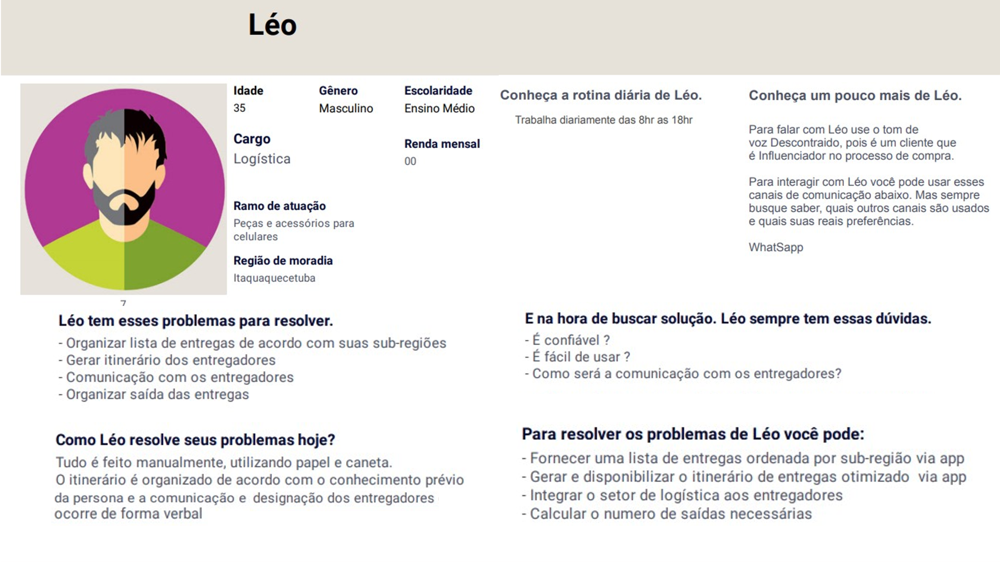 Léo
Idade
35
Gênero
Masculino
Escolaridade
Ensino Médio
Cargo
Logística
Renda mensal
00
Ramo de atuação
Peças e acessórios para
celulares
Região de moradia
Itaquaquecetuba
7
Conheça a rotina diária de Léo.
Trabalha diariamente das 8hr as 18hr
Conheça um pouco mais de Léo.
Para falar com Léo use o tom de
voz Descontraido, pois é um cliente que
é Influenciador no processo de compra.
Para interagir com Léo você pode usar esses
canais de comunicação abaixo. Mas sempre
busque saber, quais outros canais são usados
e quais suas reais preferências.
WhatSapp
Léo tem esses problemas para resolver.
- Organizar lista de entregas de acordo com suas sub-regiões
- Gerar itinerário dos entregadores
- Comunicação com os entregadores
- Organizar saída das entregas
E na hora de buscar solução. Léo sempre tem essas dúvidas.
- É confiável ?
- É fácil de usar ?
- Como será a comunicação com os entregadores?
Como Léo resolve seus problemas hoje?
Tudo é feito manualmente, utilizando papel e caneta.
O itinerário é organizado de acordo com o conhecimento prévio
da persona e a comunicação e designação dos entregadores
ocorre de forma verbal
Para resolver os problemas de Léo você pode:
- Fornecer uma lista de entregas ordenada por sub-região via app
- Gerar e disponibilizar o itinerário de entregas otimizado via app
- Integrar o setor de logística aos entregadores
- Calcular o numero de saídas necessárias